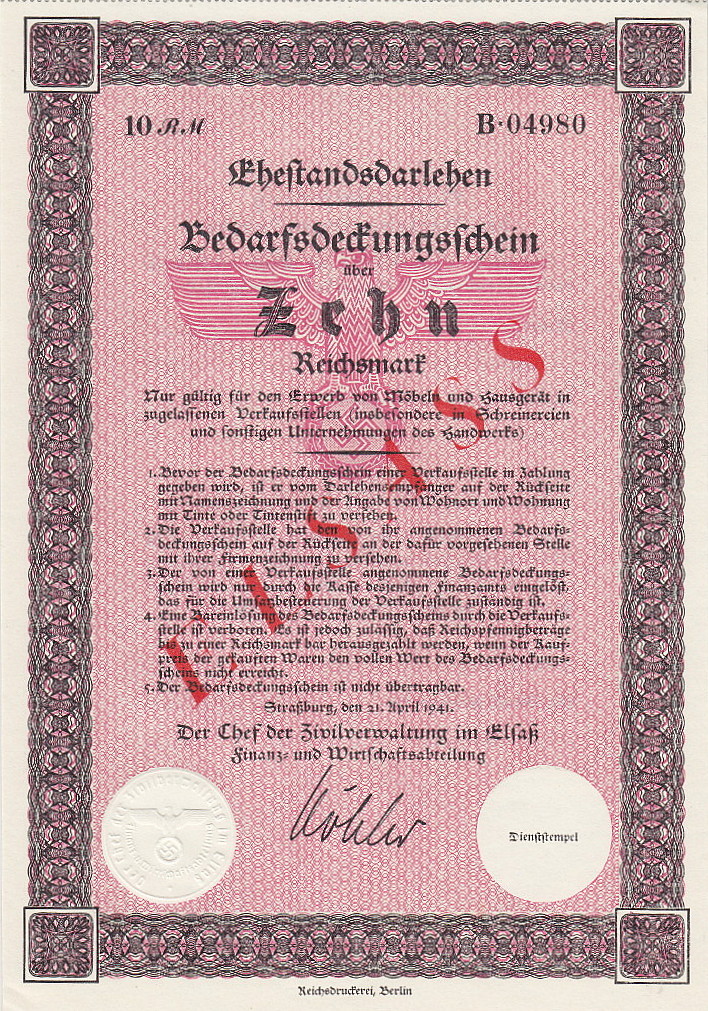 10 R.M
B·04980
Ehestandsdarlehen
Bedarfsdeckungsschein
über
Zehn
Reichsmark
Nur gültig für den Erwerb von Möbeln und Hausgerät in
zugelassenen Verkaufsstellen (insbesondere in Schreinereien
und sonstigen Unternehmungen des Handwerks)
1. Bevor der Bedarfsdeckungsschein einer Verkaufsstelle in Zahlung
gegeben wird, ist er vom Darlehensempfänger auf der Rückseite
mit Namenszeichnung und der Angabe von Wohnort und Wohnung
mit Tinte oder Tintenstift zu versehen.
2. Die Verkaufsstelle hat den von ihr angenommenen Bedarfs-
deckungsschein auf der Rückseite an der dafür vorgesehenen Stelle
mit ihrer Firmenzeichnung zu versehen.
3. Der von einer Verkaufsstelle angenommene Bedarfsdeckungs-
schein wird nur durch die Kasse desjenigen Finanzamts eingelöst,
das für die Umsatzbesteuerung der Verkaufsstelle zuständig ist.
4. Eine Bareinlösung des Bedarfsdeckungsscheins durch die Verkaufs-
stelle ist verboten. Es ist jedoch zulässig, daß Reichspfennigbeträge
bis zu einer Reichsmark bar herausgezahlt werden, wenn der Kauf-
preis der gekauften Waren den vollen Wert des Bedarfsdeckungs-
scheins nicht erreicht.
5. Der Bedarfsdeckungsschein ist nicht übertragbar.
Straßburg, den 21. April 1941.
Der Chef der Zivilverwaltung im Elsaß
Finanz- und Wirtschaftsabteilung
Köhler
Dienststempel
Reichsdruckerei, Berlin